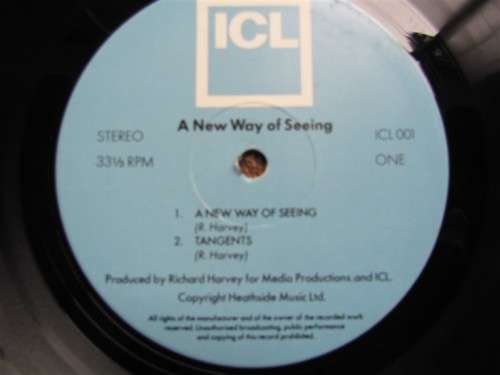 ICL
A New Way of Seeing
STEREO ICL 001
33⅓ RPM ONE
1. A NEW WAY OF SEEING
(R. Harvey)
2. TANGENTS
(R. Harvey)
Produced by Richard Harvey for Media Productions and ICL.
Copyright Heathside Music Ltd.
All rights of the manufacturer and of the owner of the recorded work
reserved. Unauthorised broadcasting, public performance
and copying of this record prohibited.